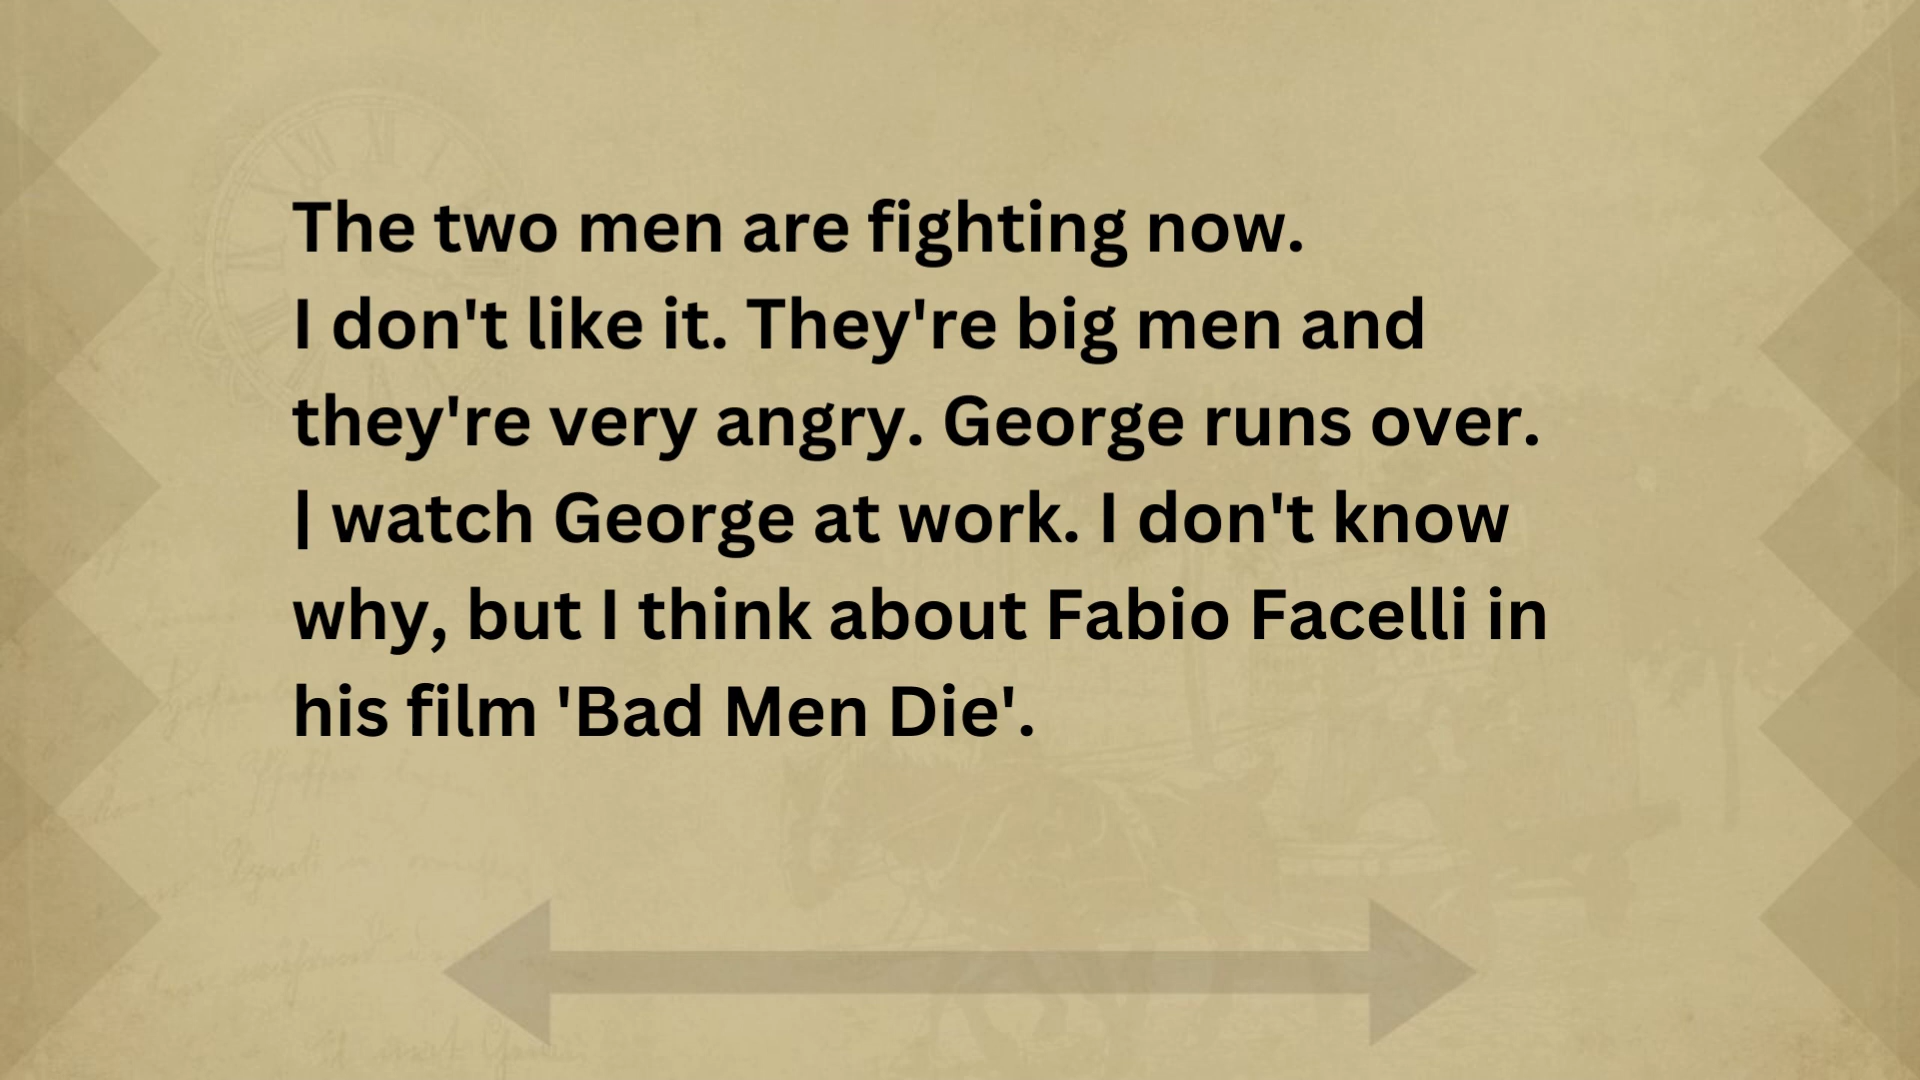 The two men are fighting now.
I don't like it. They're big men and
they're very angry. George runs over.
| watch George at work. I don't know
why, but I think about Fabio Facelli in
his film 'Bad Men Die'.